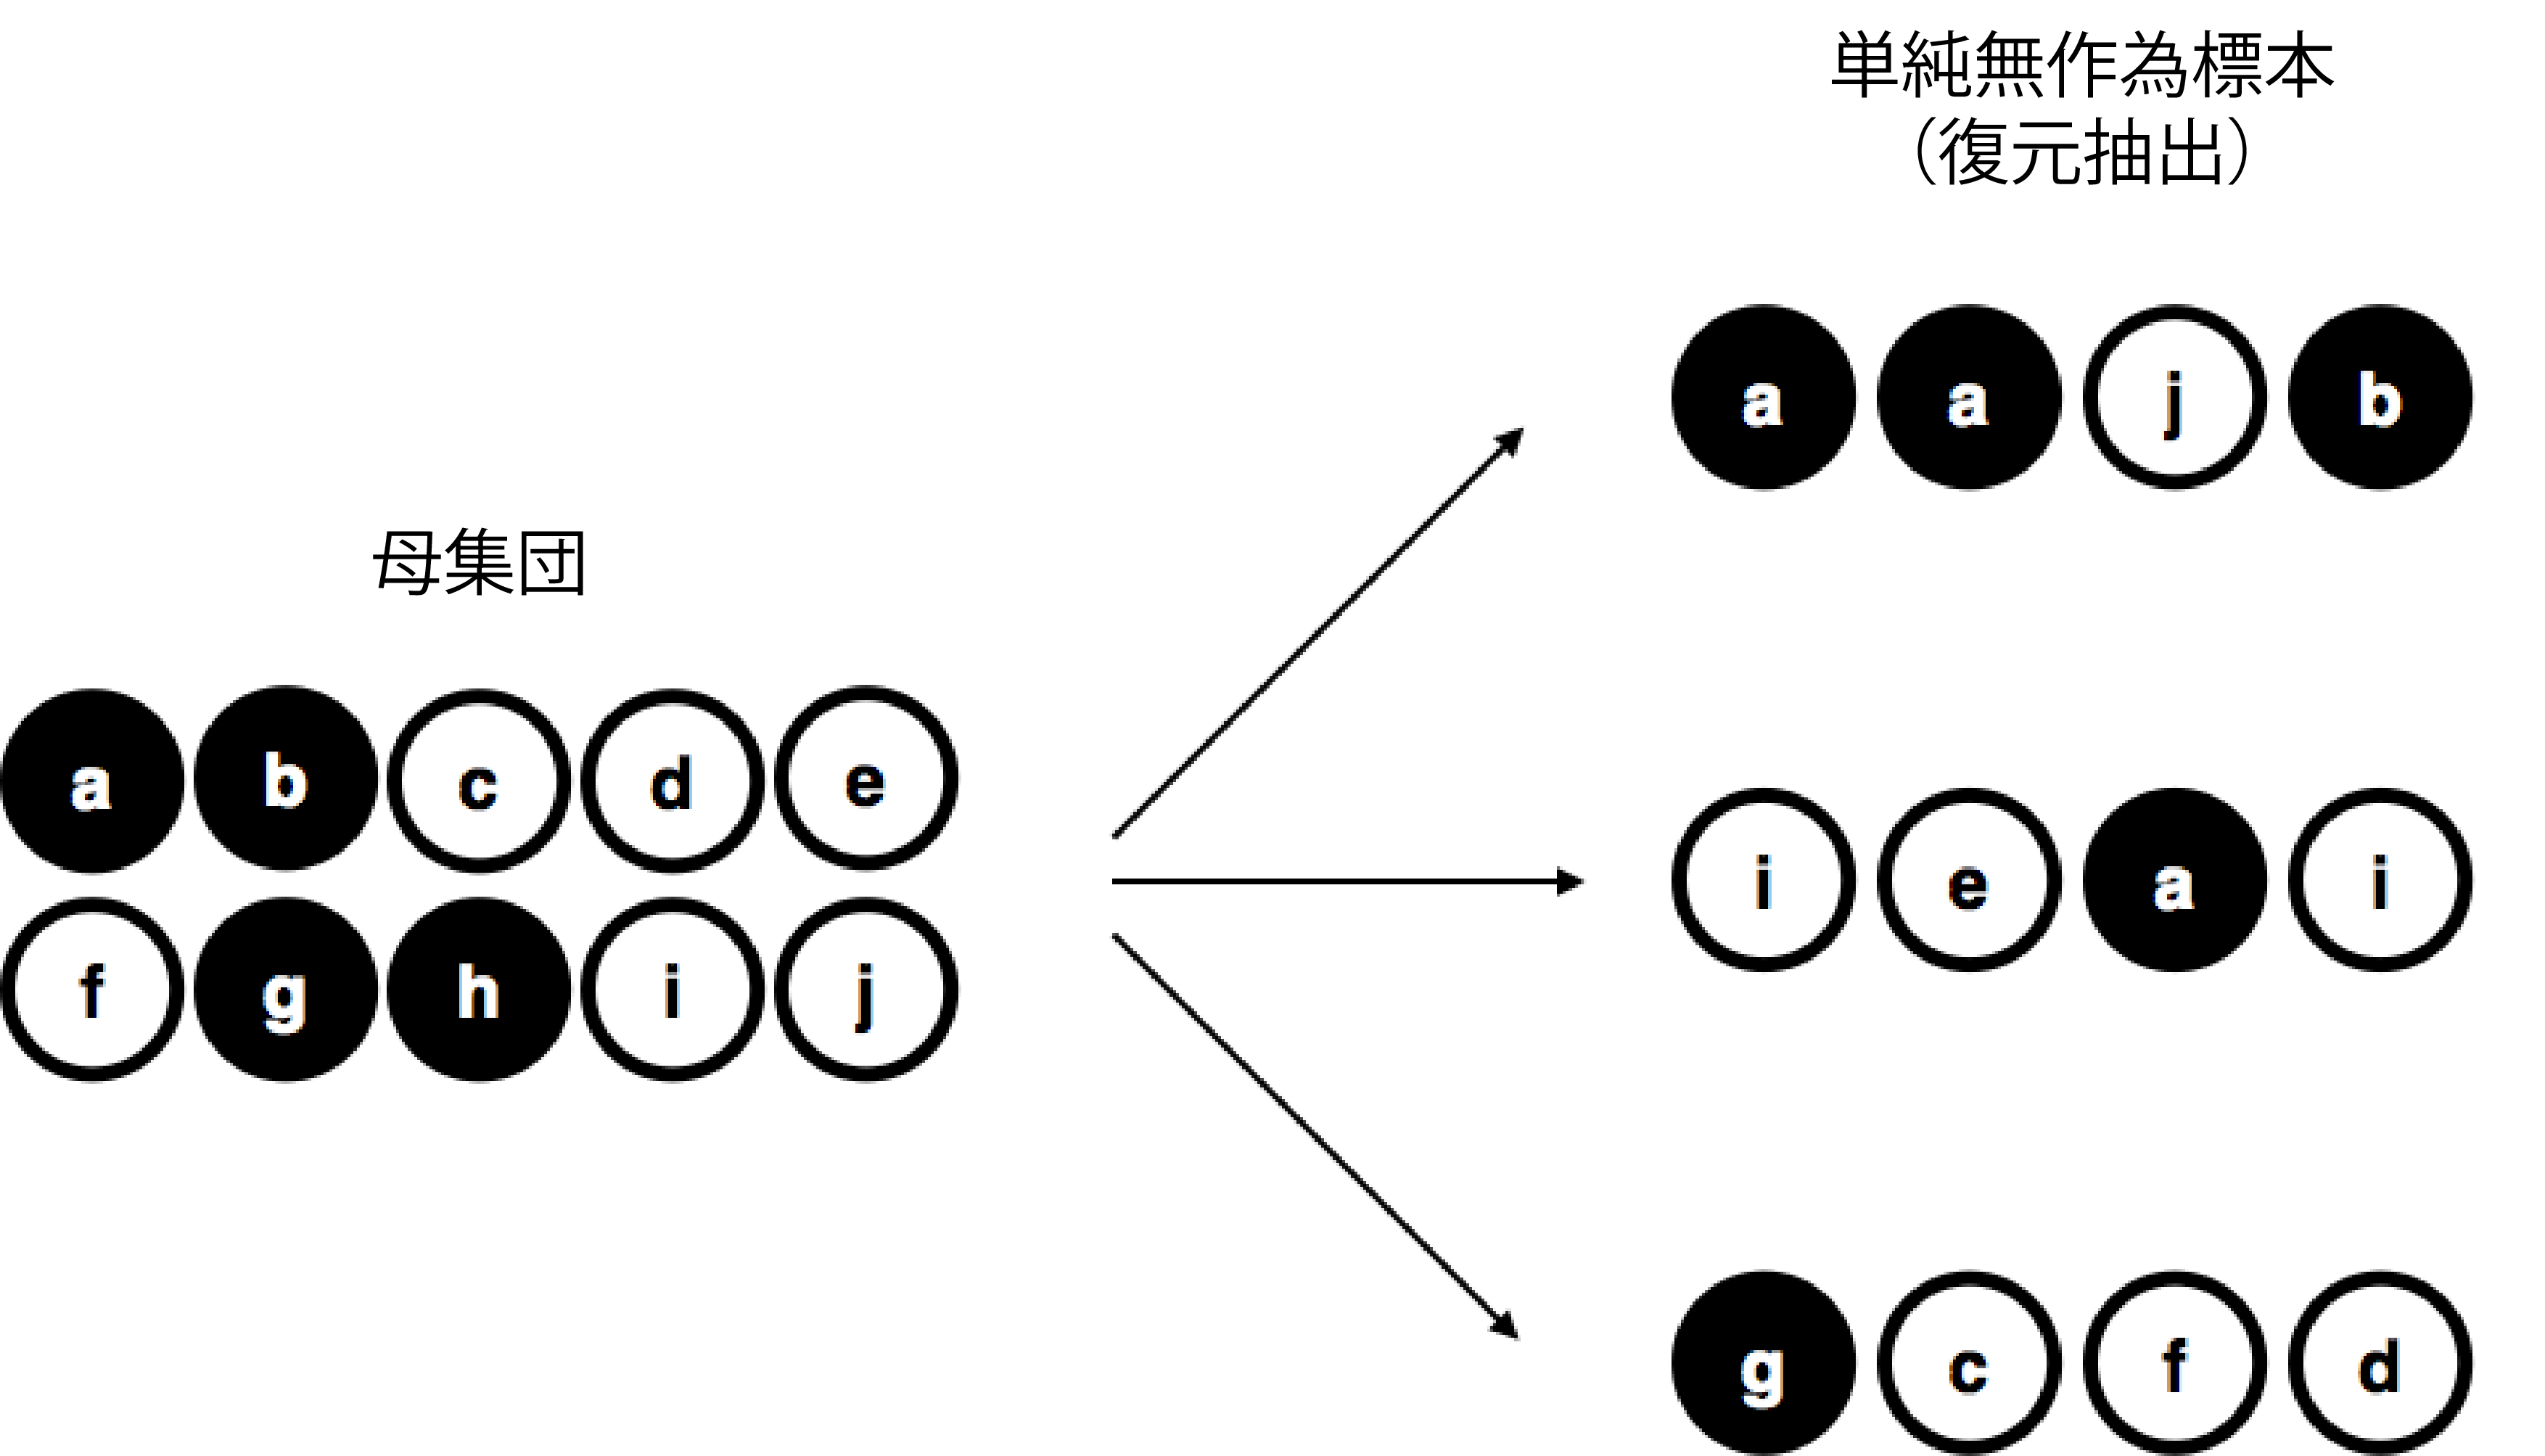 単純無作為標本
（復元抽出）
a a j b
母集団
a b c d e
i e a i
f g h i j
g c f d